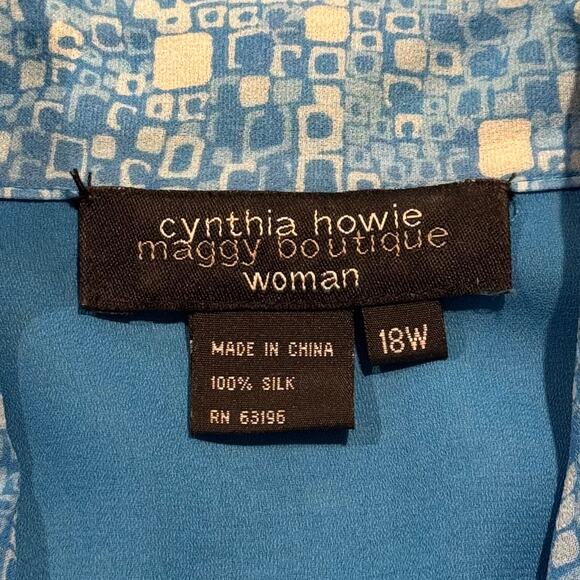 cynthia howie
maggy boutique
woman
18W
MADE IN CHINA
100% SILK
RN 63196